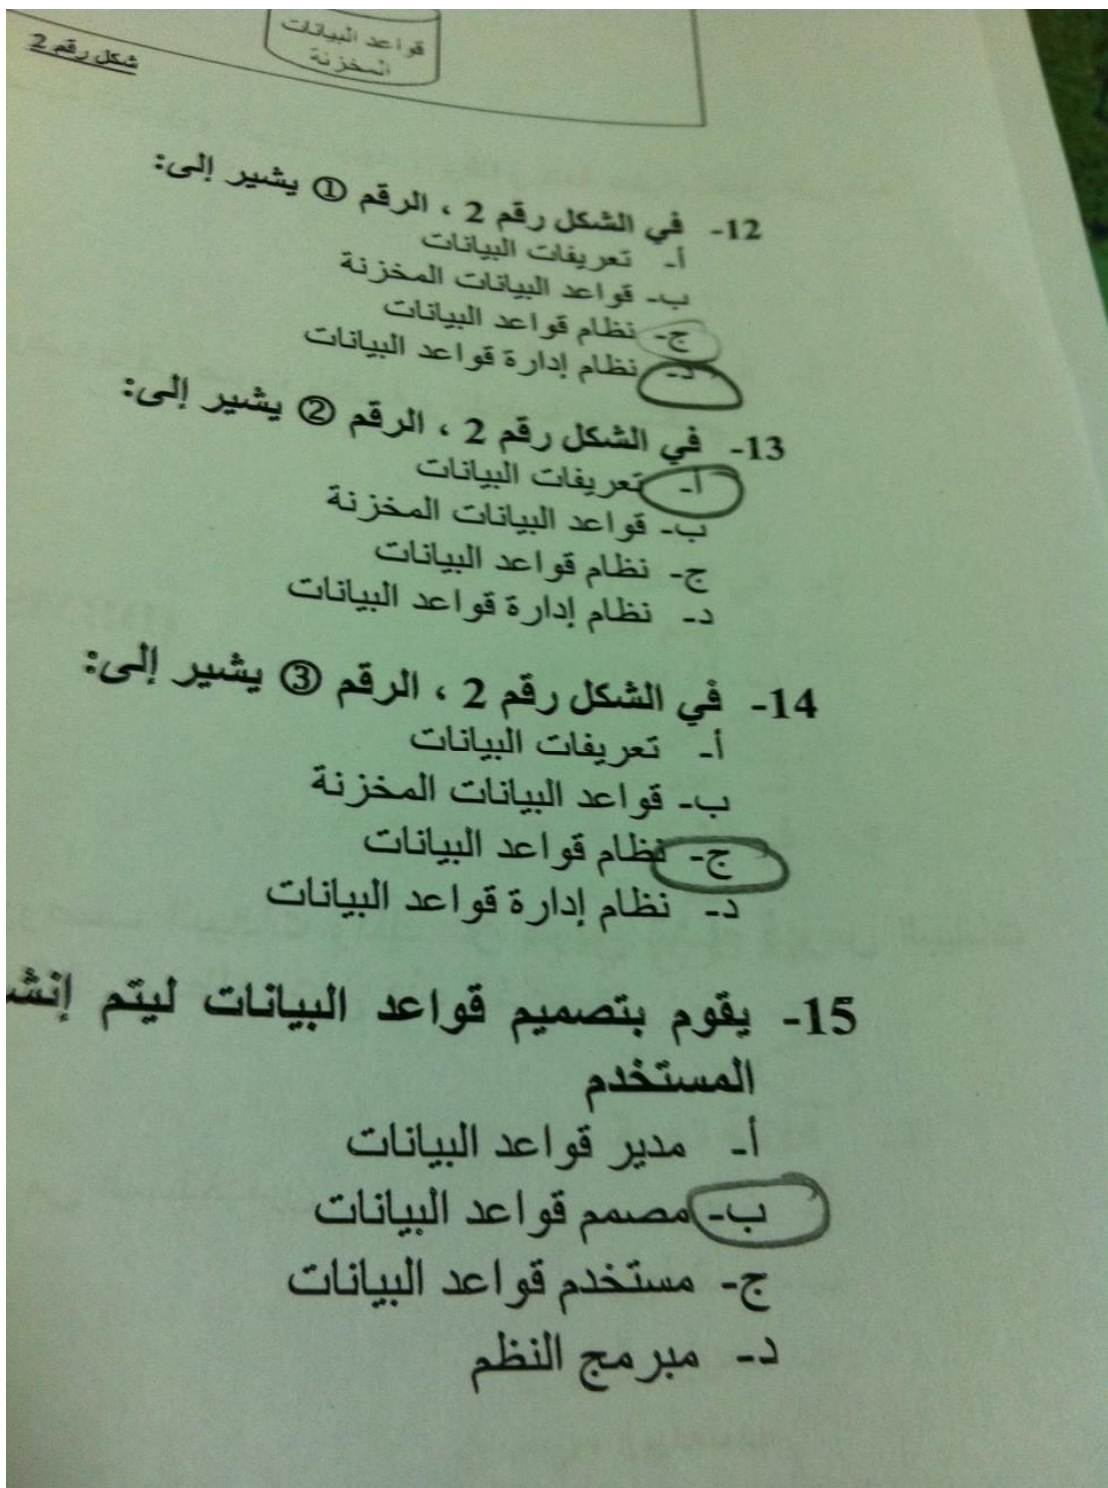 قواعد البيانات
المخزنة
شكل رقم 2
12- في الشكل رقم 2 ، الرقم ① يشير إلى:
أ- تعريفات البيانات
ب- قواعد البيانات المخزنة
ج- نظام قواعد البيانات
د- نظام إدارة قواعد البيانات
13- في الشكل رقم 2 ، الرقم ② يشير إلى:
أ- تعريفات البيانات
ب- قواعد البيانات المخزنة
ج- نظام قواعد البيانات
د- نظام إدارة قواعد البيانات
14- في الشكل رقم 2 ، الرقم ③ يشير إلى:
أ- تعريفات البيانات
ب- قواعد البيانات المخزنة
ج- نظام قواعد البيانات
د- نظام إدارة قواعد البيانات
15- يقوم بتصميم قواعد البيانات ليتم
المستخدم
أ- مدير قواعد البيانات
ب- مصمم قواعد البيانات
ج- مستخدم قواعد البيانات
د- مبرمج النظم